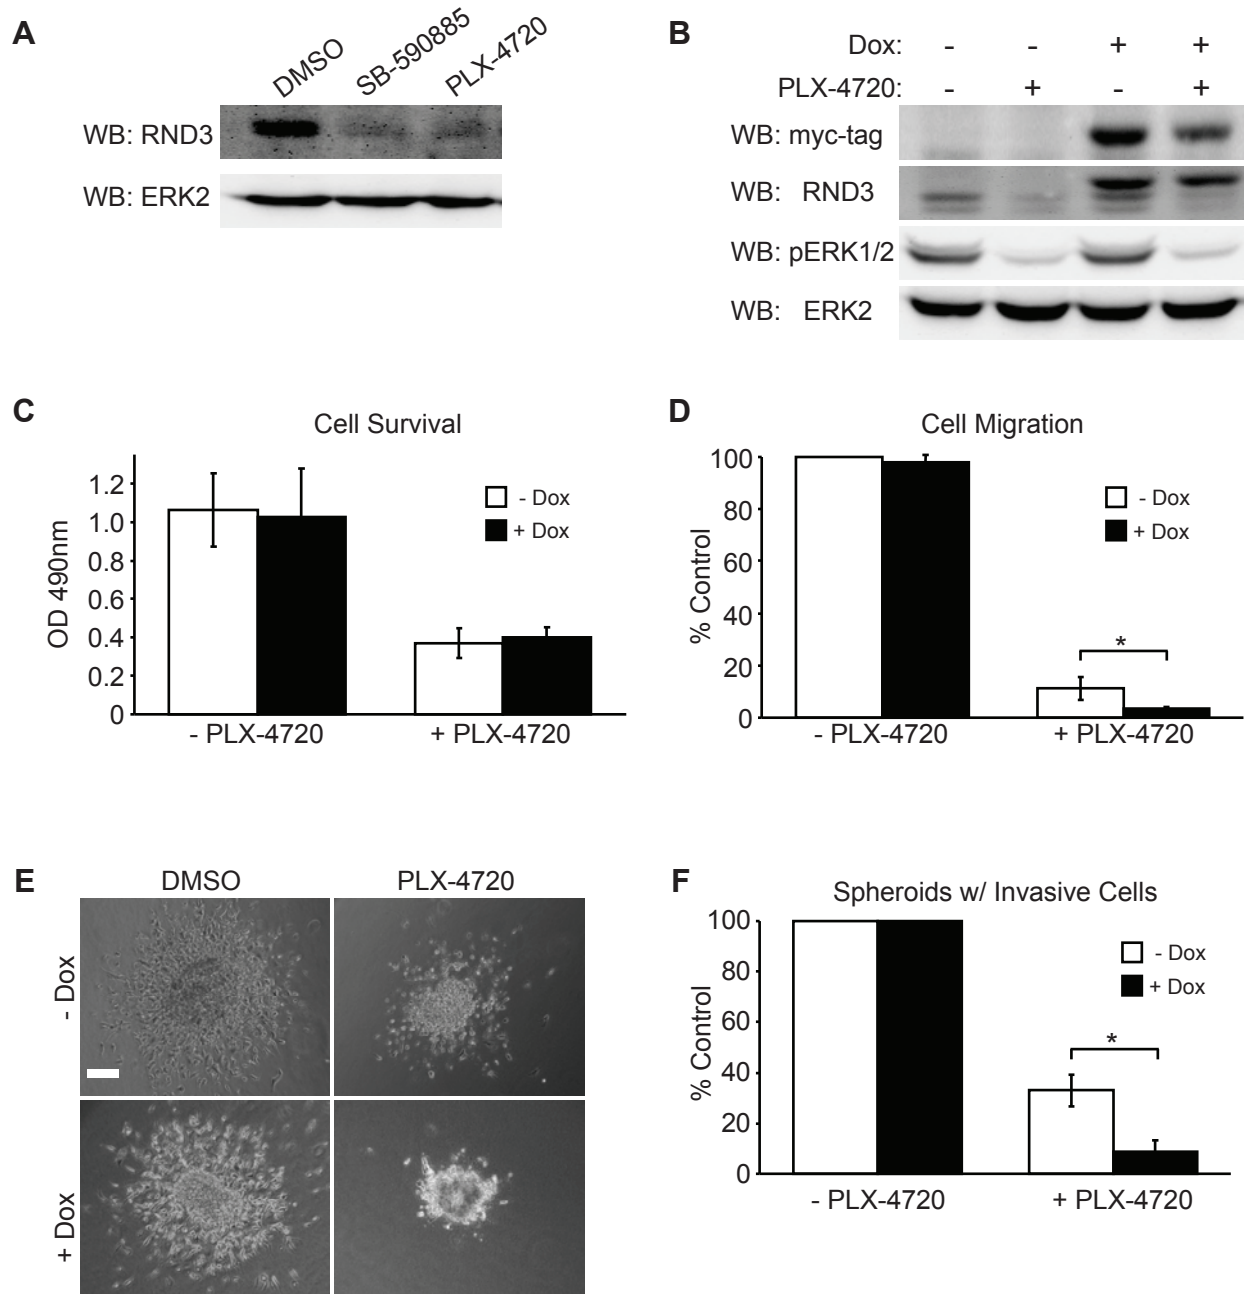 A
DMSO
SB-590885
PLX-4720
WB: RND3
WB: ERK2
B
Dox: - - + +
PLX-4720: - + - +
WB: myc-tag
WB: RND3
WB: pERK1/2
WB: ERK2
C
Cell Survival
OD 490nm
1.2
1.0
0.8
0.6
0.4
0.2
0
- Dox
+ Dox
- PLX-4720
+ PLX-4720
D
Cell Migration
% Control
100
80
60
40
20
0
- Dox
+ Dox
*
- PLX-4720
+ PLX-4720
E
DMSO
PLX-4720
- Dox
+ Dox
F
Spheroids w/ Invasive Cells
% Control
100
80
60
40
20
0
- Dox
+ Dox
*
- PLX-4720
+ PLX-4720